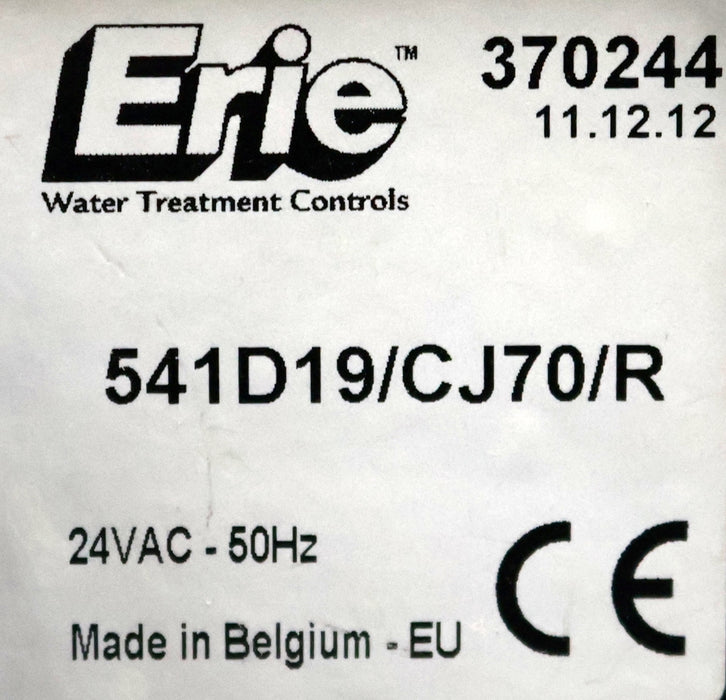 Erie™
370244
11.12.12
Water Treatment Controls
541D19/CJ70/R
24VAC - 50Hz
Made in Belgium - EU
CE